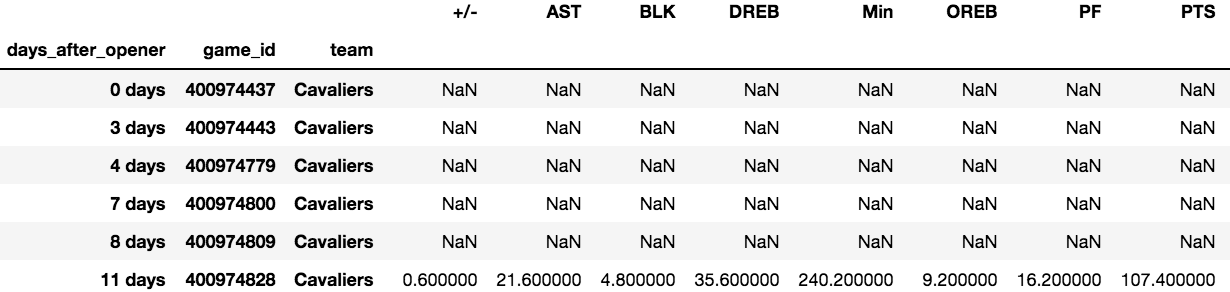 +/- AST BLK DREB Min OREB PF PTS
days_after_opener game_id team
0 days 400974437 Cavaliers NaN NaN NaN NaN NaN NaN NaN NaN
3 days 400974443 Cavaliers NaN NaN NaN NaN NaN NaN NaN NaN
4 days 400974779 Cavaliers NaN NaN NaN NaN NaN NaN NaN NaN
7 days 400974800 Cavaliers NaN NaN NaN NaN NaN NaN NaN NaN
8 days 400974809 Cavaliers NaN NaN NaN NaN NaN NaN NaN NaN
11 days 400974828 Cavaliers 0.600000 21.600000 4.800000 35.600000 240.200000 9.200000 16.200000 107.400000